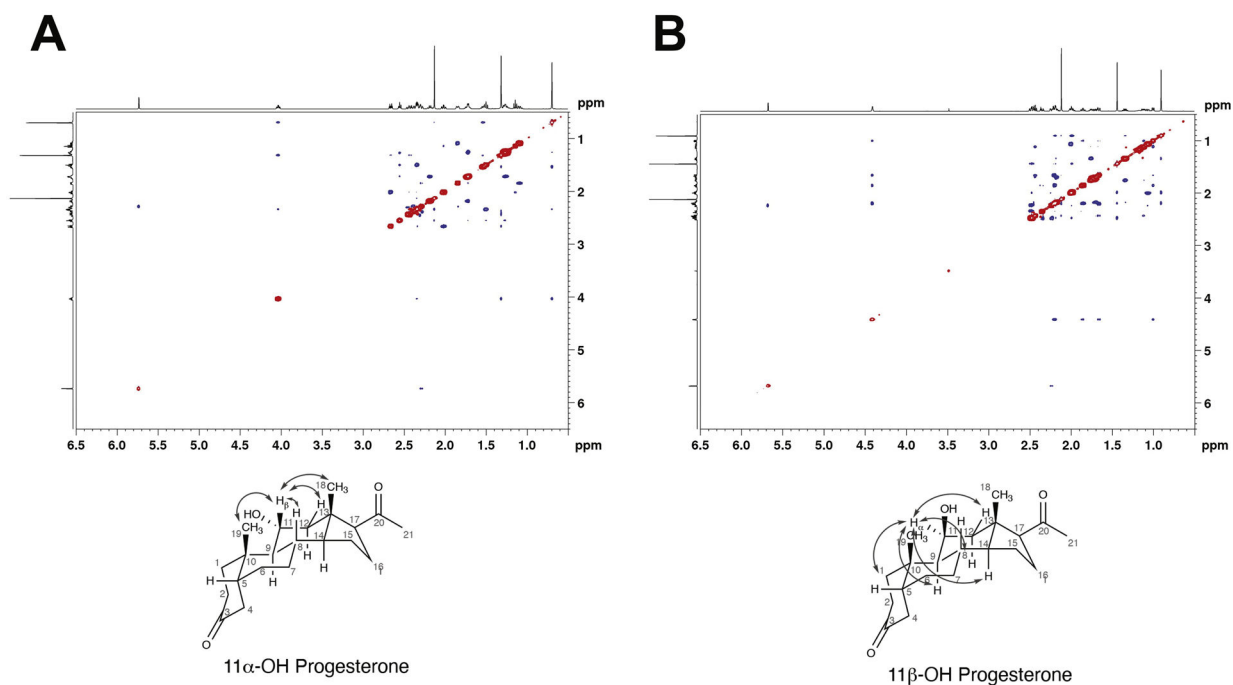 A
B
ppm
1
2
3
4
5
6
6.5 6.0 5.5 5.0 4.5 4.0 3.5 3.0 2.5 2.0 1.5 1.0 ppm
ppm
1
2
3
4
5
6
6.5 6.0 5.5 5.0 4.5 4.0 3.5 3.0 2.5 2.0 1.5 1.0 ppm
18 CH3
O
Hβ H
HO
19
CH3
H
11 12 13
17
20
21
8
14
15
16
1
9
10
H
H
H
H
5
6
7
2
3
4
O
11α-OH Progesterone
18 CH3
O
OH
Hα
19 CH3
H
H
11 12 13
17
20
21
8
14
15
16
1
9
10
H
H
H
H
5
6
7
2
3
4
O
11β-OH Progesterone